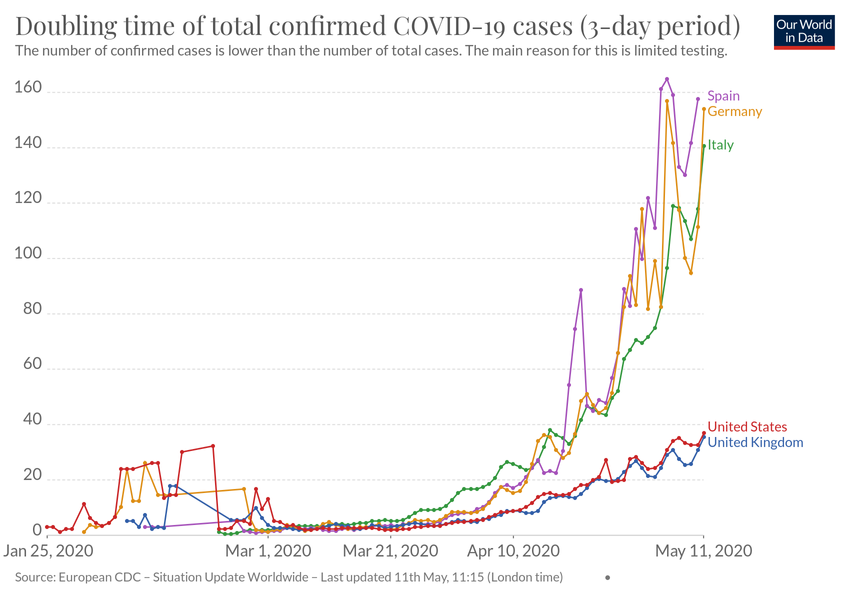 Doubling time of total confirmed COVID-19 cases (3-day period)
Our World
in Data
The number of confirmed cases is lower than the number of total cases. The main reason for this is limited testing.
160
140
120
100
80
60
40
20
0
Spain
Germany
Italy
United States
United Kingdom
Jan 25, 2020
Mar 1, 2020
Mar 21, 2020
Apr 10, 2020
May 11, 2020
Source: European CDC – Situation Update Worldwide – Last updated 11th May, 11:15 (London time)